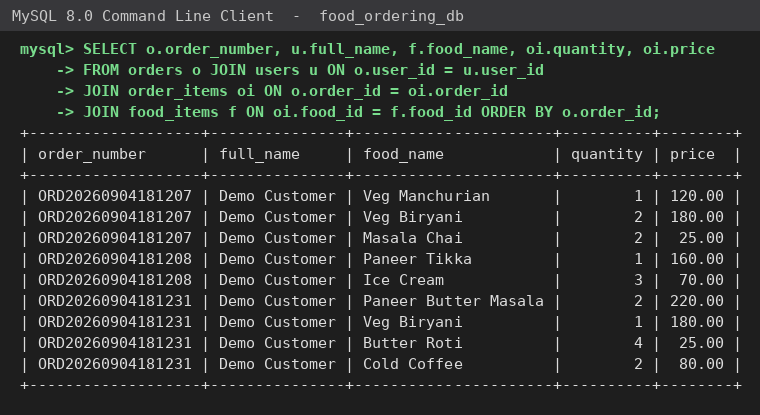 MySQL 8.0 Command Line Client  -  food_ordering_db
mysql> SELECT o.order_number, u.full_name, f.food_name, oi.quantity, oi.price
    -> FROM orders o JOIN users u ON o.user_id = u.user_id
    -> JOIN order_items oi ON o.order_id = oi.order_id
    -> JOIN food_items f ON oi.food_id = f.food_id ORDER BY o.order_id;
+-------------------+---------------+----------------------+----------+--------+
| order_number      | full_name     | food_name            | quantity | price  |
+-------------------+---------------+----------------------+----------+--------+
| ORD20260904181207 | Demo Customer | Veg Manchurian       |        1 | 120.00 |
| ORD20260904181207 | Demo Customer | Veg Biryani          |        2 | 180.00 |
| ORD20260904181207 | Demo Customer | Masala Chai          |        2 |  25.00 |
| ORD20260904181208 | Demo Customer | Paneer Tikka         |        1 | 160.00 |
| ORD20260904181208 | Demo Customer | Ice Cream            |        3 |  70.00 |
| ORD20260904181231 | Demo Customer | Paneer Butter Masala |        2 | 220.00 |
| ORD20260904181231 | Demo Customer | Veg Biryani          |        1 | 180.00 |
| ORD20260904181231 | Demo Customer | Butter Roti          |        4 |  25.00 |
| ORD20260904181231 | Demo Customer | Cold Coffee          |        2 |  80.00 |
+-------------------+---------------+----------------------+----------+--------+